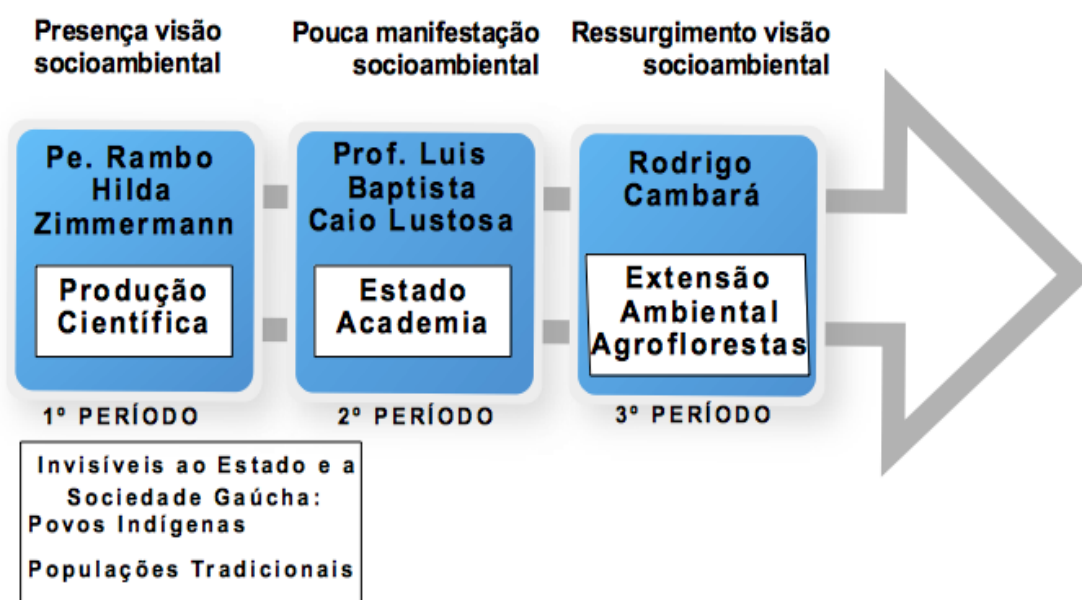 Presença visão
socioambiental
Pouca manifestação
socioambiental
Ressurgimento visão
socioambiental
Pe. Rambo
Hilda
Zimmermann
Produção
Científica
1º PERÍODO
Prof. Luis
Baptista
Caio Lustosa
Estado
Academia
2º PERÍODO
Rodrigo
Cambará
Extensão
Ambiental
Agroflorestas
3º PERÍODO
Invisíveis ao Estado e a
Sociedade Gaúcha:
Povos Indígenas
Populações Tradicionais